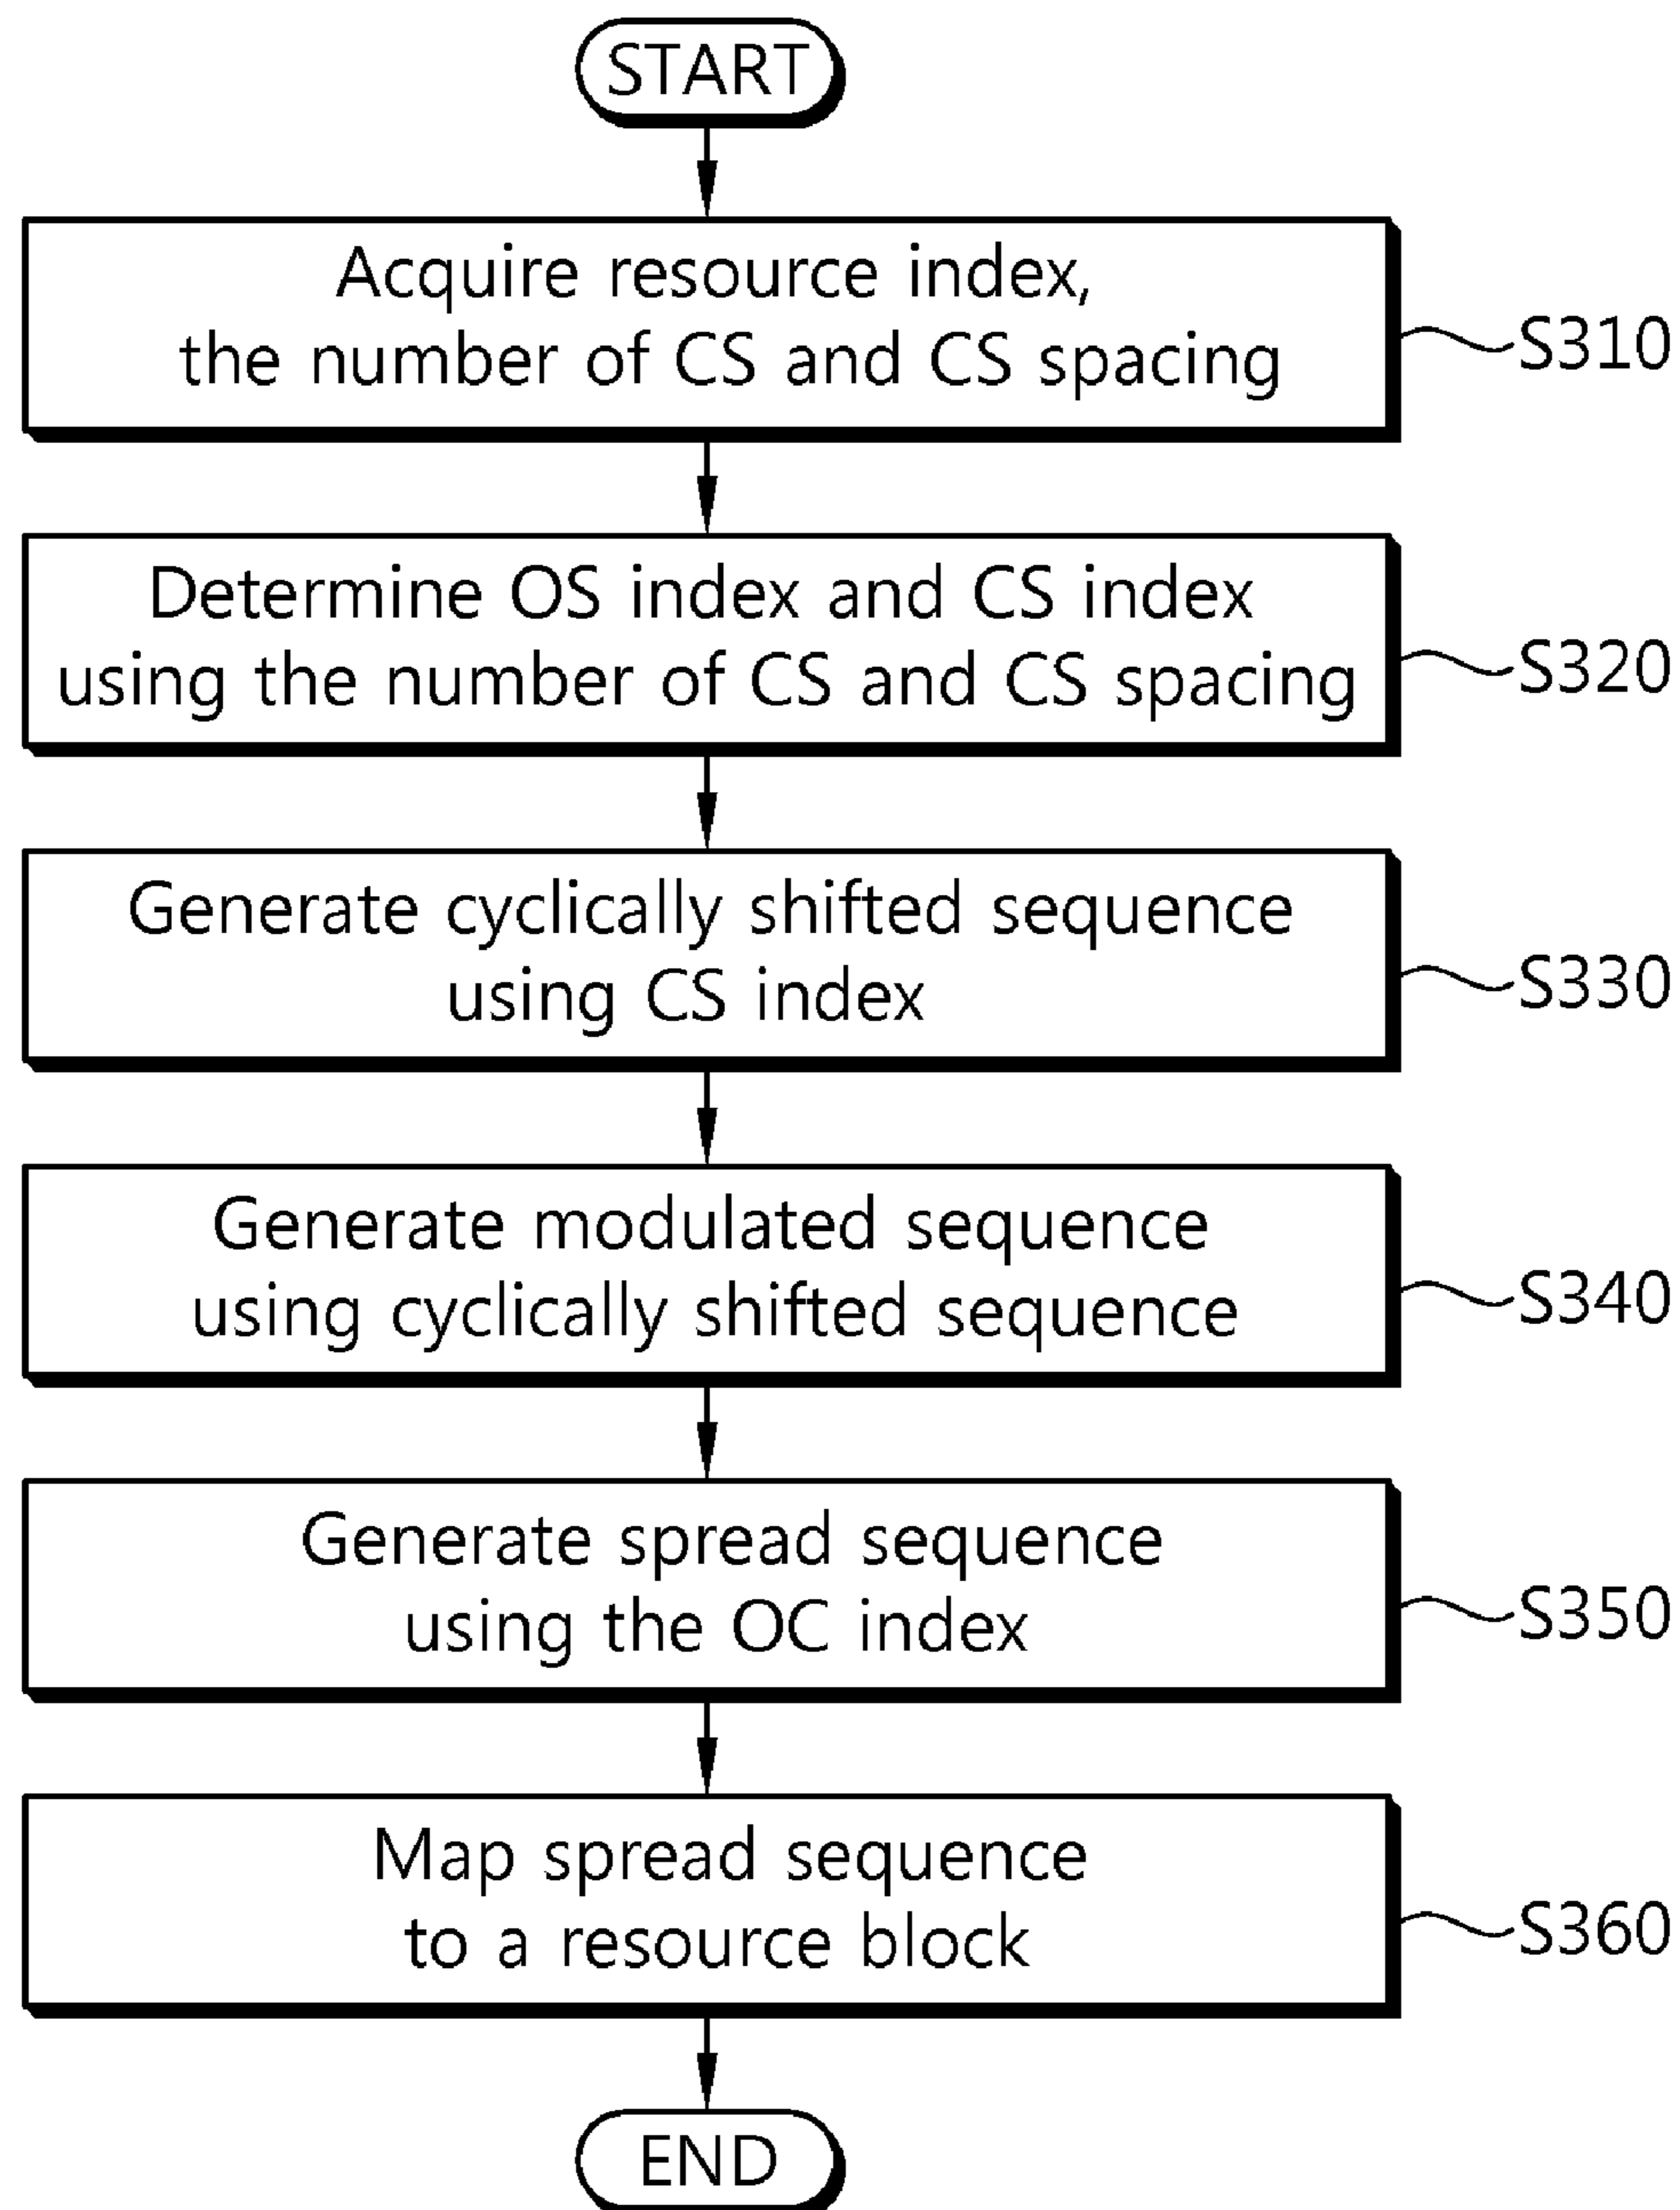 START
Acquire resource index,
the number of CS and CS spacing
S310
Determine OS index and CS index
using the number of CS and CS spacing
S320
Generate cyclically shifted sequence
using CS index
S330
Generate modulated sequence
using cyclically shifted sequence
S340
Generate spread sequence
using the OC index
S350
Map spread sequence
to a resource block
S360
END